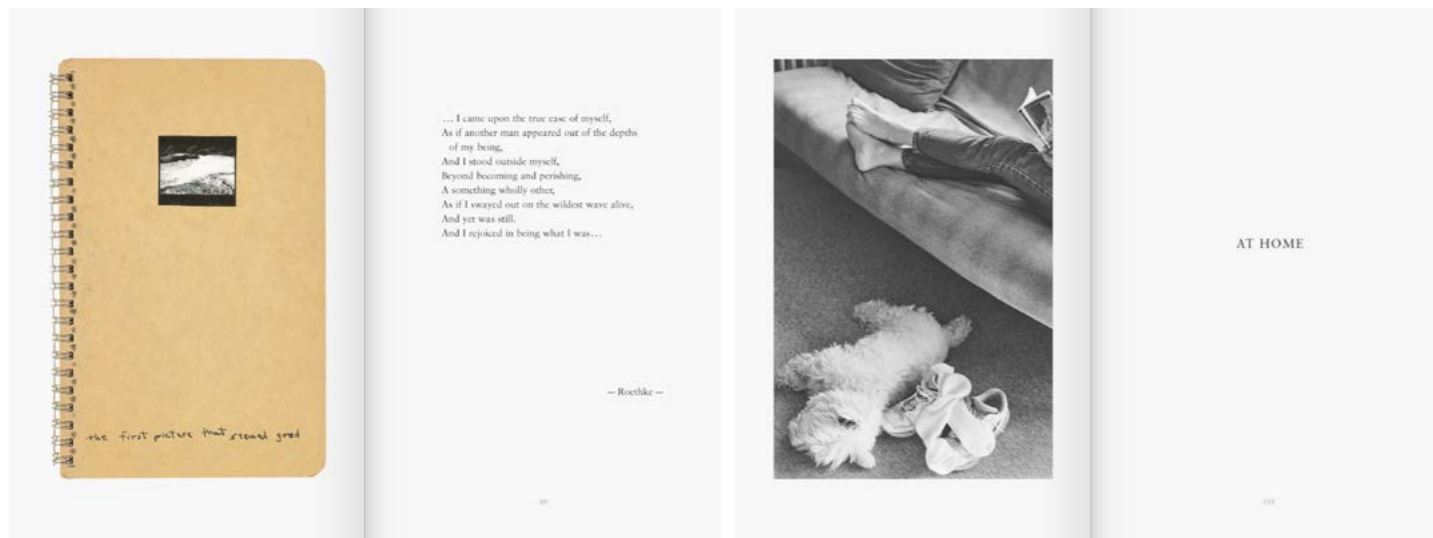 the first picture that seemed good
… I came upon the true ease of myself,
As if another man appeared out of the depths
of my being,
And I stood outside myself,
Beyond becoming and perishing,
A something wholly other,
As if I swayed out on the wildest wave alive,
And yet was still.
And I rejoiced in being what I was…
— Roethke —
AT HOME